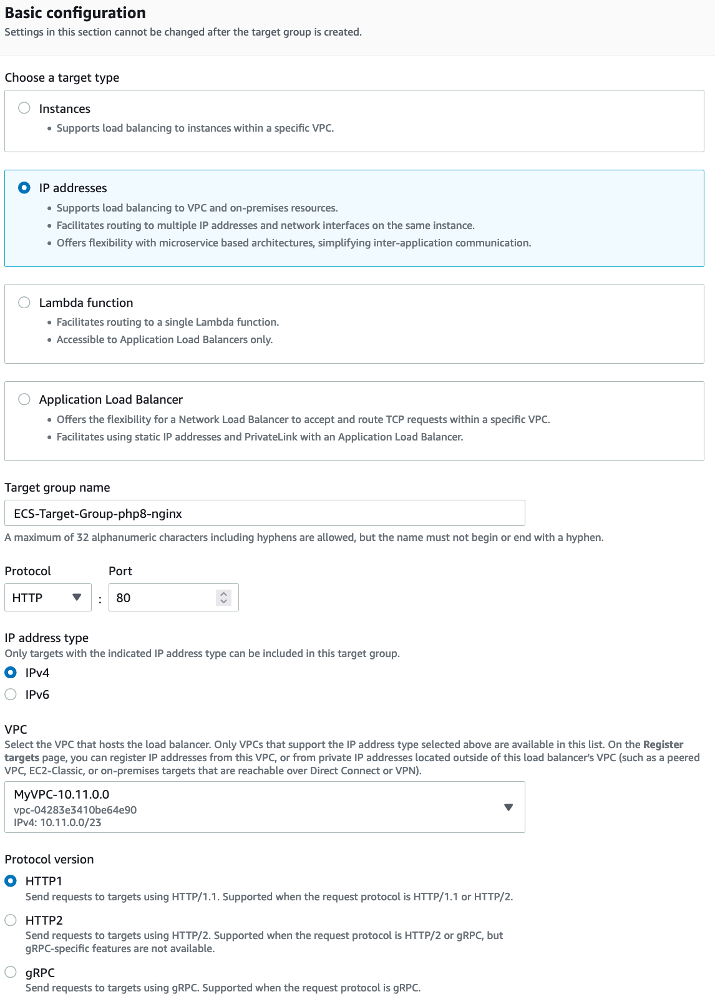 Basic configuration
Settings in this section cannot be changed after the target group is created.
Choose a target type
Instances
• Supports load balancing to instances within a specific VPC.
IP addresses
• Supports load balancing to VPC and on-premises resources.
• Facilitates routing to multiple IP addresses and network interfaces on the same instance.
• Offers flexibility with microservice based architectures, simplifying inter-application communication.
Lambda function
• Facilitates routing to a single Lambda function.
• Accessible to Application Load Balancers only.
Application Load Balancer
• Offers the flexibility for a Network Load Balancer to accept and route TCP requests within a specific VPC.
• Facilitates using static IP addresses and PrivateLink with an Application Load Balancer.
Target group name
ECS-Target-Group-php8-nginx
A maximum of 32 alphanumeric characters including hyphens are allowed, but the name must not begin or end with a hyphen.
Protocol Port
HTTP : 80
IP address type
Only targets with the indicated IP address type can be included in this target group.
IPv4
IPv6
VPC
Select the VPC that hosts the load balancer. Only VPCs that support the IP address type selected above are available in this list. On the Register
targets page, you can register IP addresses from this VPC, or from private IP addresses located outside of this load balancer's VPC (such as a peered
VPC, EC2-Classic, or on-premises targets that are reachable over Direct Connect or VPN).
MyVPC-10.11.0.0
vpc-04283e3410be64e90
IPv4: 10.11.0.0/23
Protocol version
HTTP1
Send requests to targets using HTTP/1.1. Supported when the request protocol is HTTP/1.1 or HTTP/2.
HTTP2
Send requests to targets using HTTP/2. Supported when the request protocol is HTTP/2 or gRPC, but
gRPC-specific features are not available.
gRPC
Send requests to targets using gRPC. Supported when the request protocol is gRPC.